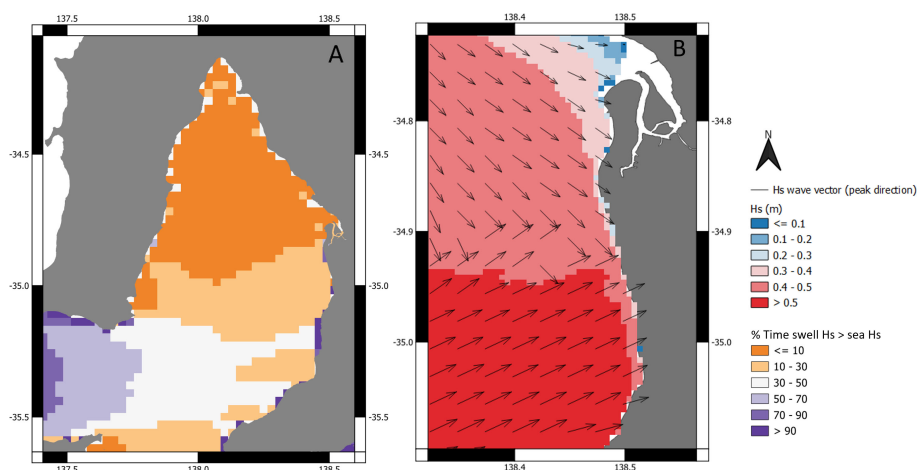 137.5 138.0 138.5
A
-34.5 -34.5
-35.0 -35.0
-35.5 -35.5
137.5 138.0 138.5
138.4 138.5
B
-34.8 -34.8
-34.9 -34.9
-35.0 -35.0
138.4 138.5
N
Hs wave vector (peak direction)
Hs (m)
<= 0.1
0.1 - 0.2
0.2 - 0.3
0.3 - 0.4
0.4 - 0.5
> 0.5
% Time swell Hs > sea Hs
<= 10
10 - 30
30 - 50
50 - 70
70 - 90
> 90